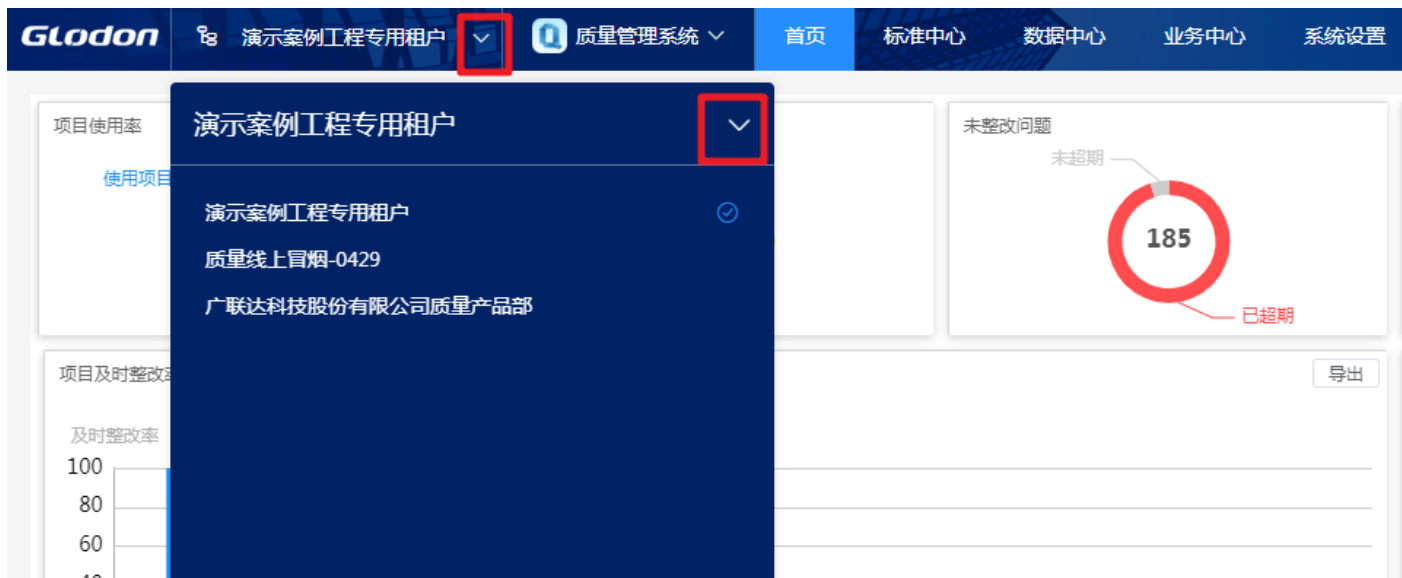 GLodon 演示案例工程专用租户 质量管理系统 首页 标准中心 数据中心 业务中心 系统设置
项目使用率
演示案例工程专用租户
未整改问题
未超期
使用项目
演示案例工程专用租户
质量线上冒烟-0429
广联达科技股份有限公司质量产品部
185
已超期
项目及时整改率
导出
及时整改率
100
80
60
40